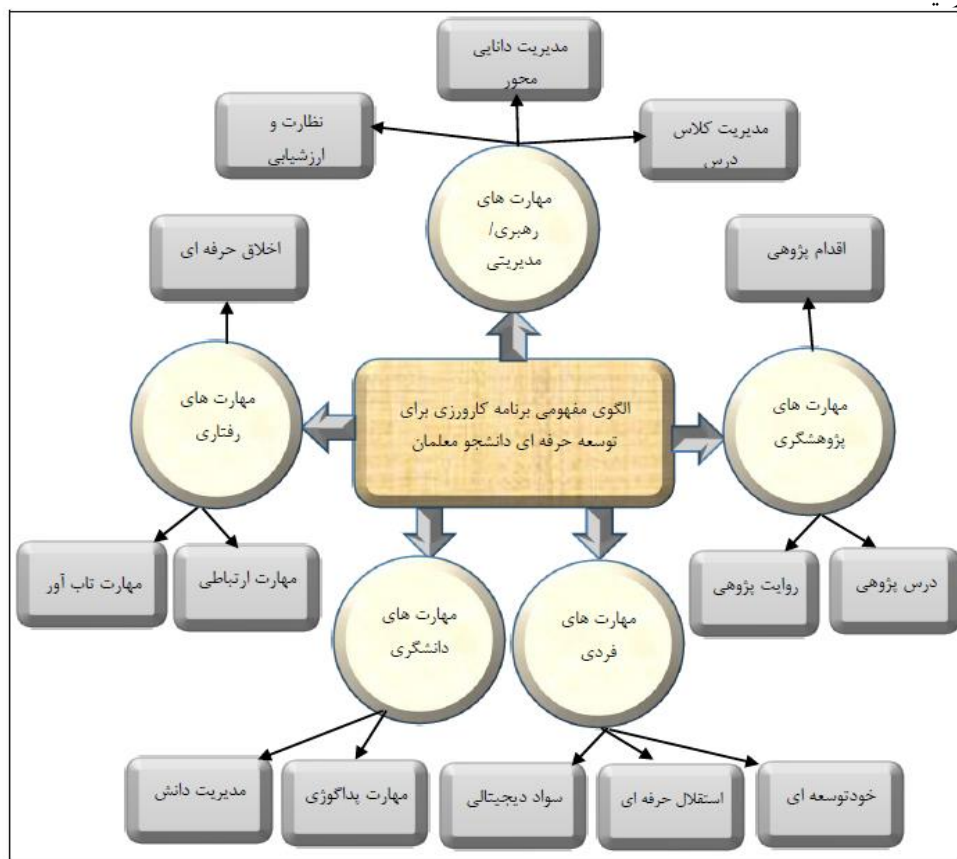 مدیریت دانایی
محور
نظارت و
ارزشیابی
مدیریت کلاس
درس
مهارت های
رهبری/
مدیریتی
اخلاق حرفه ای
اقدام پژوهی
مهارت های
رفتاری
الگوی مفهومی برنامه کارورزی برای
توسعه حرفه ای دانشجو معلمان
مهارت های
پژوهشگری
مهارت تاب آور
مهارت ارتباطی
روایت پژوهی
درس پژوهی
مهارت های
دانشگری
مهارت های
فردی
مدیریت دانش
مهارت پداگوژی
سواد دیجیتالی
استقلال حرفه ای
خودتوسعه ای